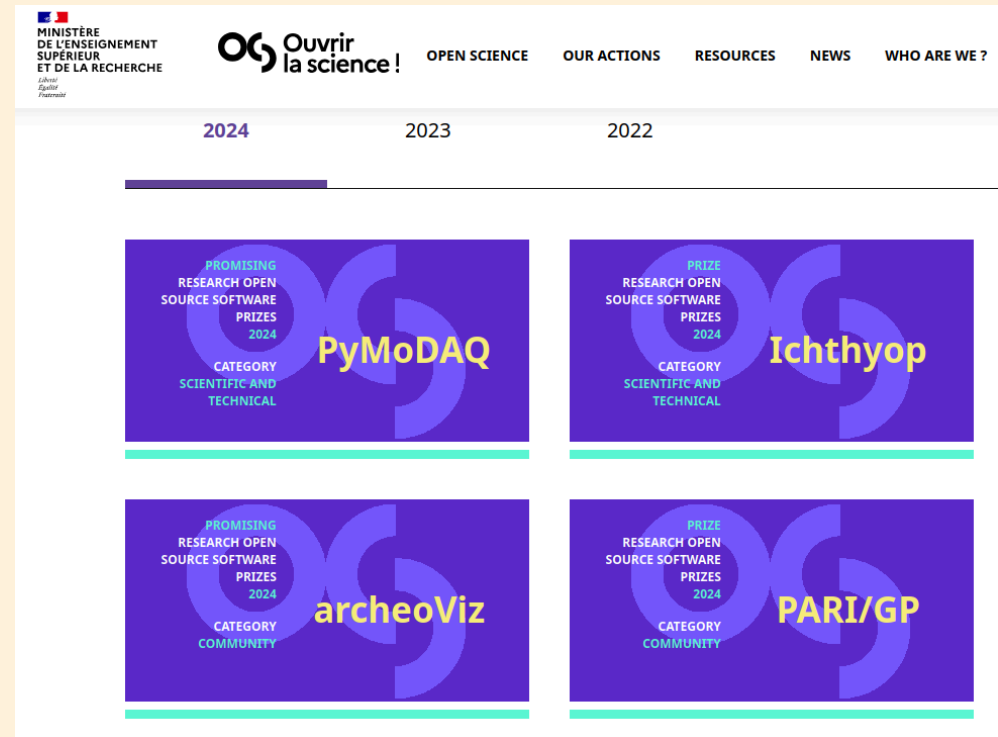 MINISTÈRE
DE L'ENSEIGNEMENT
SUPÉRIEUR
ET DE LA RECHERCHE
Liberté
Égalité
Fraternité
Ouvrir
la science !
OPEN SCIENCE
OUR ACTIONS
RESOURCES
NEWS
WHO ARE WE ?
2024
2023
2022
PROMISING
RESEARCH OPEN
SOURCE SOFTWARE
PRIZES
2024
CATEGORY
SCIENTIFIC AND
TECHNICAL
PyMoDAQ
PRIZE
RESEARCH OPEN
SOURCE SOFTWARE
PRIZES
2024
CATEGORY
SCIENTIFIC AND
TECHNICAL
Ichthyop
PROMISING
RESEARCH OPEN
SOURCE SOFTWARE
PRIZES
2024
CATEGORY
COMMUNITY
archeoViz
PRIZE
RESEARCH OPEN
SOURCE SOFTWARE
PRIZES
2024
CATEGORY
COMMUNITY
PARI/GP